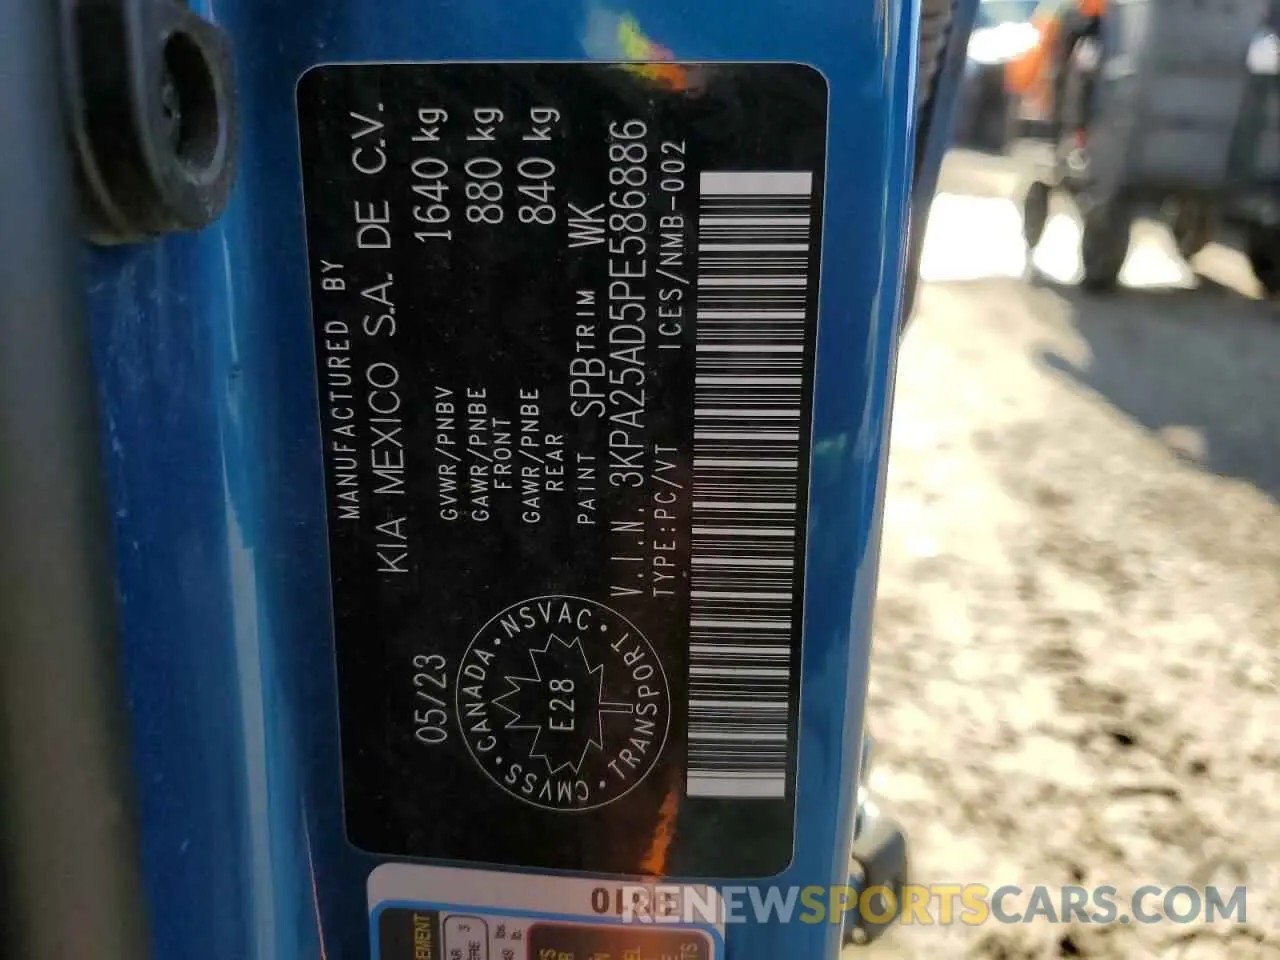 MANUFACTURED BY
KIA MEXICO S.A. DE C.V.
05/23
GVWR/PNBV 1640 kg
GAWR/PNBE FRONT 880 kg
GAWR/PNBE REAR 840 kg
PAINT SPB TRIM WK
V.I.N. 3KPA25AD5PE586886
TYPE:PC/VT ICES/NMB-002
CANADA · NSVAC · TRANSPORT · CMVSS ·
E28
RENEWSPORTSCARS.COM